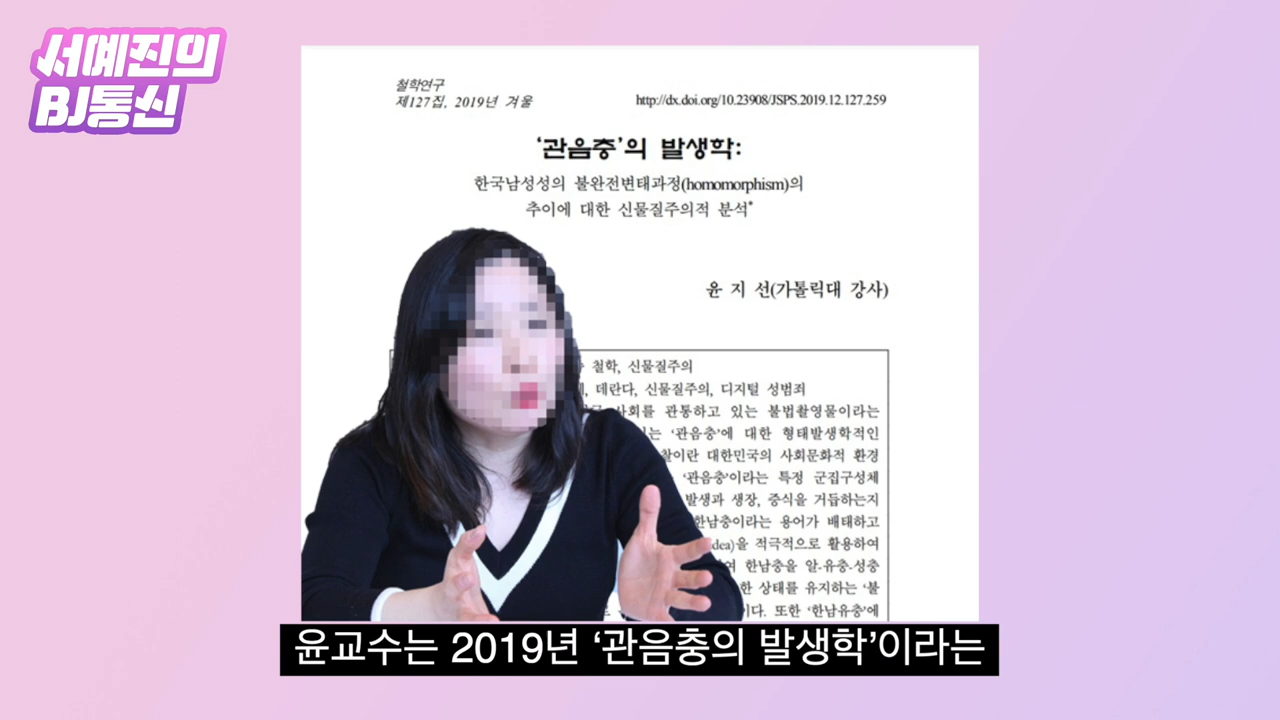 서예진의
BJ통신
철학연구
제127집, 2019년 겨울
http://dx.doi.org/10.23908/JSPS.2019.12.127.259
‘관음충’의 발생학:
한국남성성의 불완전변태과정(homomorphism)의
추이에 대한 신물질주의적 분석*
윤 지 선(가톨릭대 강사)
철학, 신물질주의
데란다, 신물질주의, 디지털 성범죄
사회를 관통하고 있는 불법촬영물이라는
‘관음충’에 대한 형태발생학적인
대한민국의 사회문화적 환경
‘관음충’이라는 특정 군집구성체
발생과 생장, 증식을 거듭하는지
한남충이라는 용어가 배태하고
적극적으로 활용하여
한남충을 알-유충-성충
상태를 유지하는 ‘불
또한 ‘한남유충’에
윤교수는 2019년 ‘관음충의 발생학’이라는